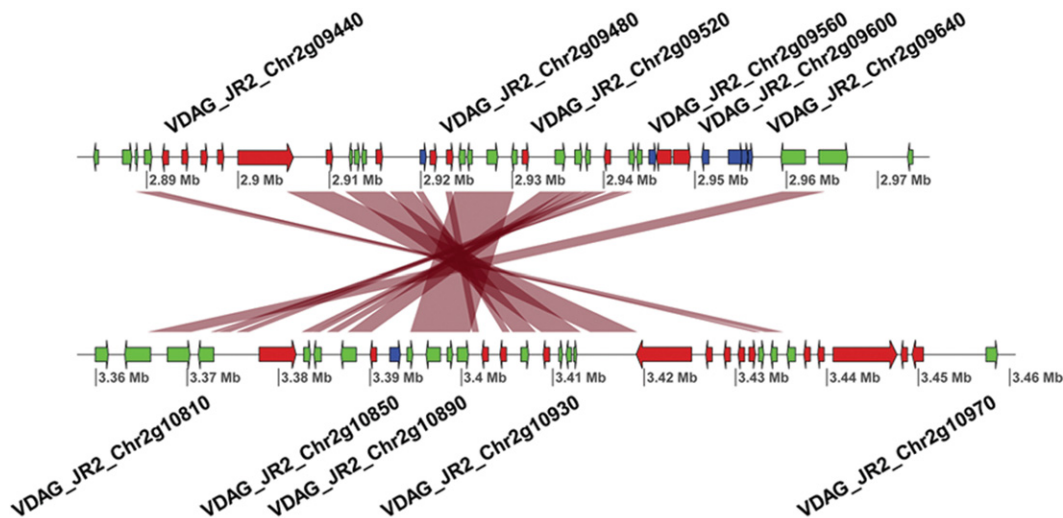 VDAG_JR2_Chr2g09440
VDAG_JR2_Chr2g09480
VDAG_JR2_Chr2g09520
VDAG_JR2_Chr2g09560
VDAG_JR2_Chr2g09600
VDAG_JR2_Chr2g09640
2.89 Mb 2.9 Mb 2.91 Mb 2.92 Mb 2.93 Mb 2.94 Mb 2.95 Mb 2.96 Mb 2.97 Mb
3.36 Mb 3.37 Mb 3.38 Mb 3.39 Mb 3.4 Mb 3.41 Mb 3.42 Mb 3.43 Mb 3.44 Mb 3.45 Mb 3.46 Mb
VDAG_JR2_Chr2g10810
VDAG_JR2_Chr2g10850
VDAG_JR2_Chr2g10890
VDAG_JR2_Chr2g10930
VDAG_JR2_Chr2g10970